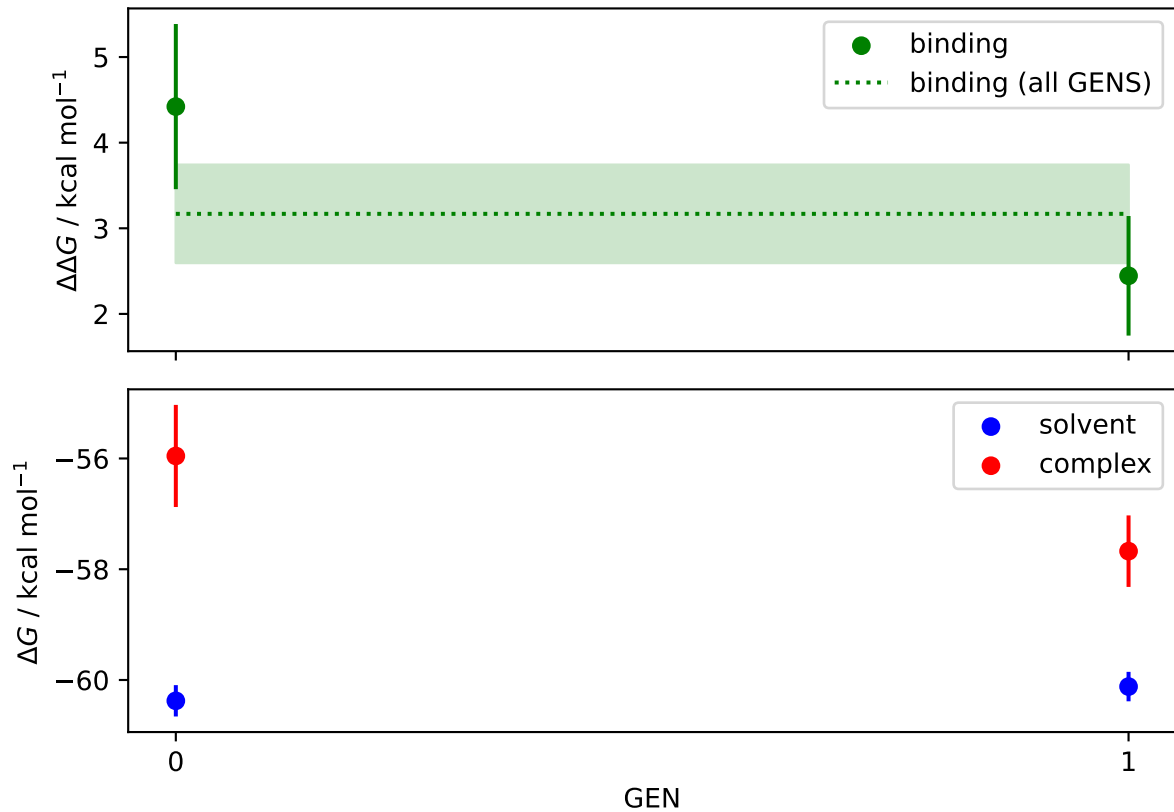 binding
binding (all GENS)
5
4
3
2
ΔΔG / kcal mol⁻¹
solvent
complex
−56
−58
−60
ΔG / kcal mol⁻¹
0 1
GEN